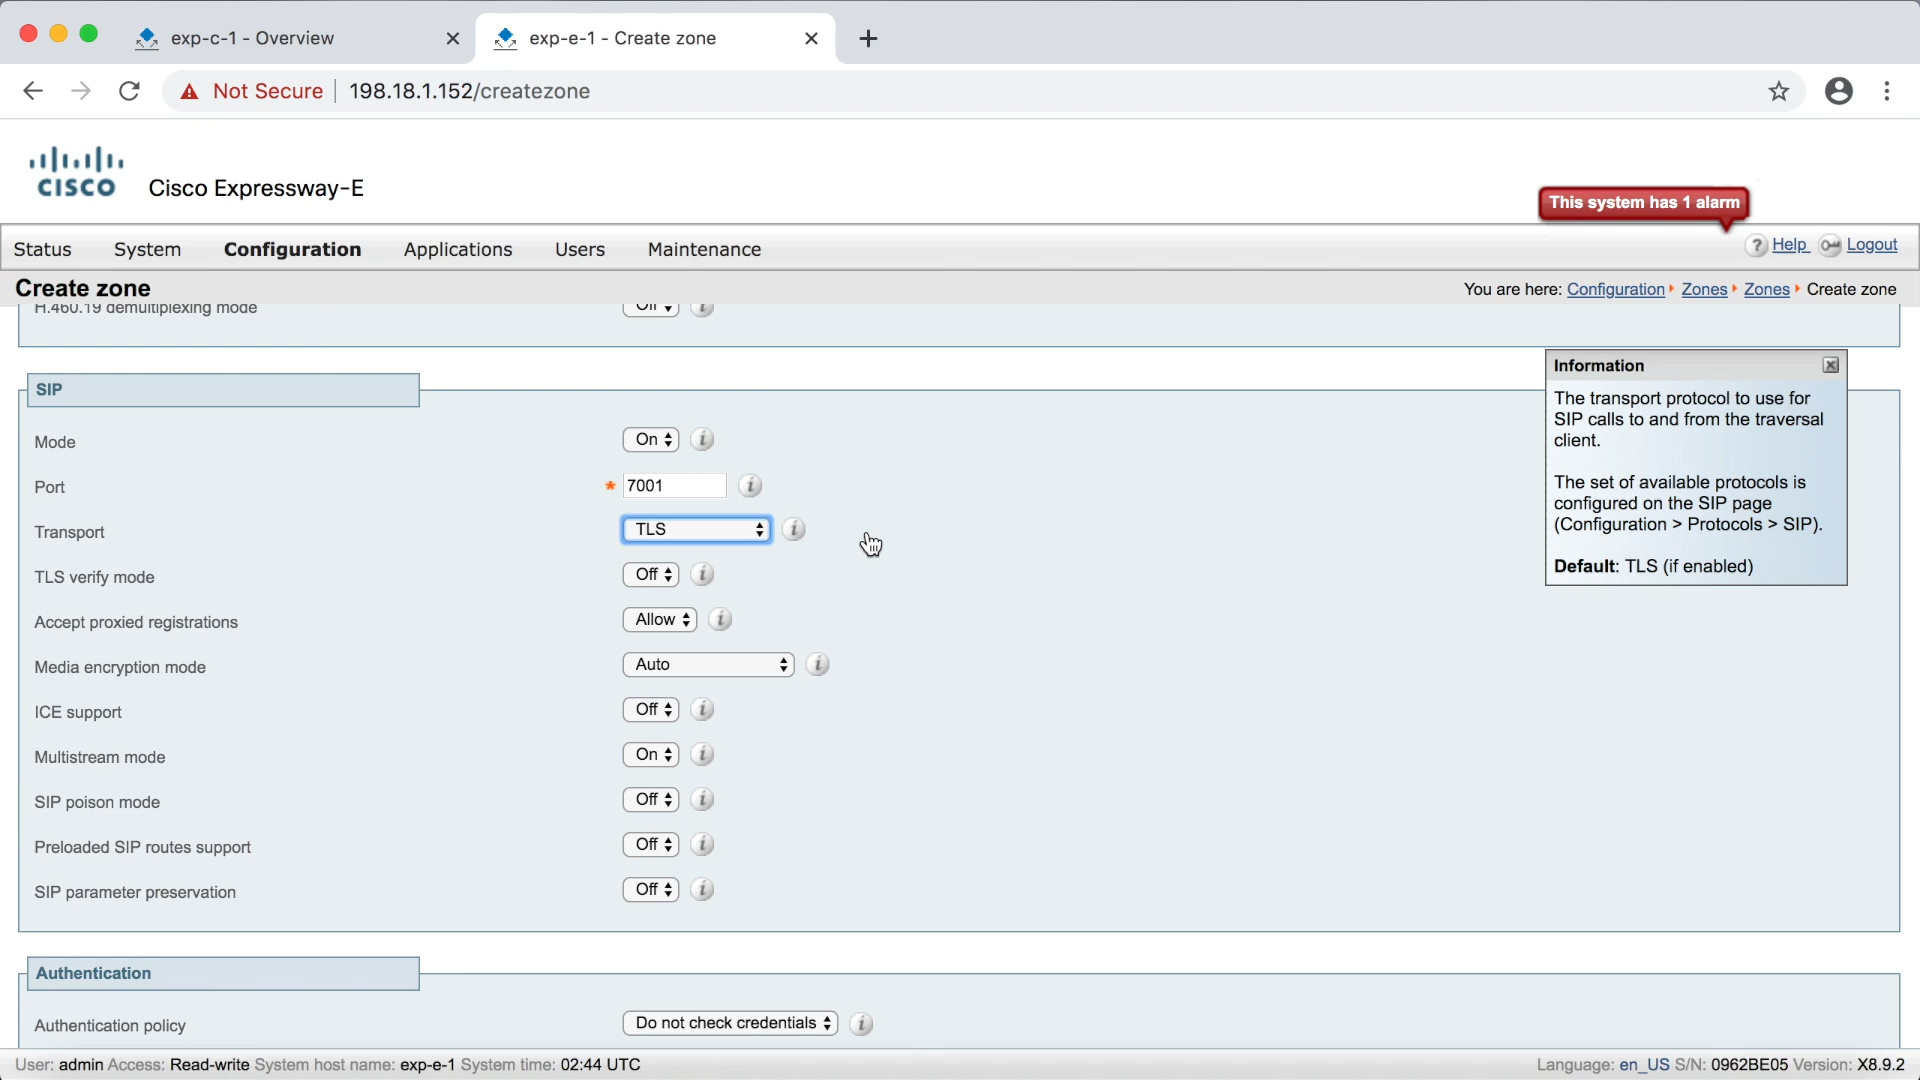 exp-c-1 - Overview
exp-e-1 - Create zone
Not Secure
198.18.1.152/createzone
CISCO
Cisco Expressway-E
This system has 1 alarm
Status
System
Configuration
Applications
Users
Maintenance
Help
Logout
Create zone
You are here: Configuration Zones Zones Create zone
H.460.19 demultiplexing mode
Off
SIP
Mode
On
Port
* 7001
Transport
TLS
TLS verify mode
Off
Accept proxied registrations
Allow
Media encryption mode
Auto
ICE support
Off
Multistream mode
On
SIP poison mode
Off
Preloaded SIP routes support
Off
SIP parameter preservation
Off
Information
The transport protocol to use for
SIP calls to and from the traversal
client.
The set of available protocols is
configured on the SIP page
(Configuration > Protocols > SIP).
Default: TLS (if enabled)
Authentication
Authentication policy
Do not check credentials
User: admin Access: Read-write System host name: exp-e-1 System time: 02:44 UTC
Language: en_US S/N: 0962BE05 Version: X8.9.2